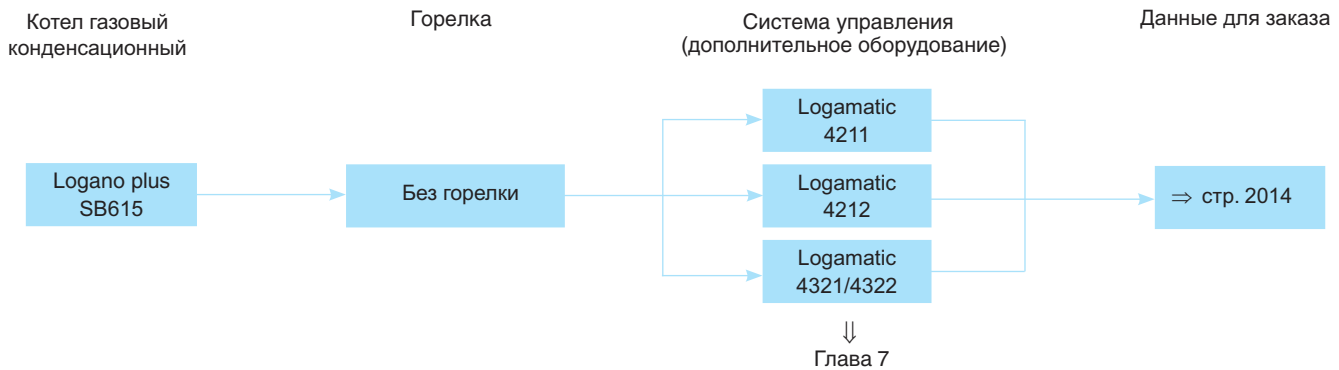 Котел газовый
конденсационный
Горелка
Система управления
(дополнительное оборудование)
Данные для заказа
Logano plus
SB615
Без горелки
Logamatic
4211
Logamatic
4212
Logamatic
4321/4322
⇒ стр. 2014
⇓
Глава 7